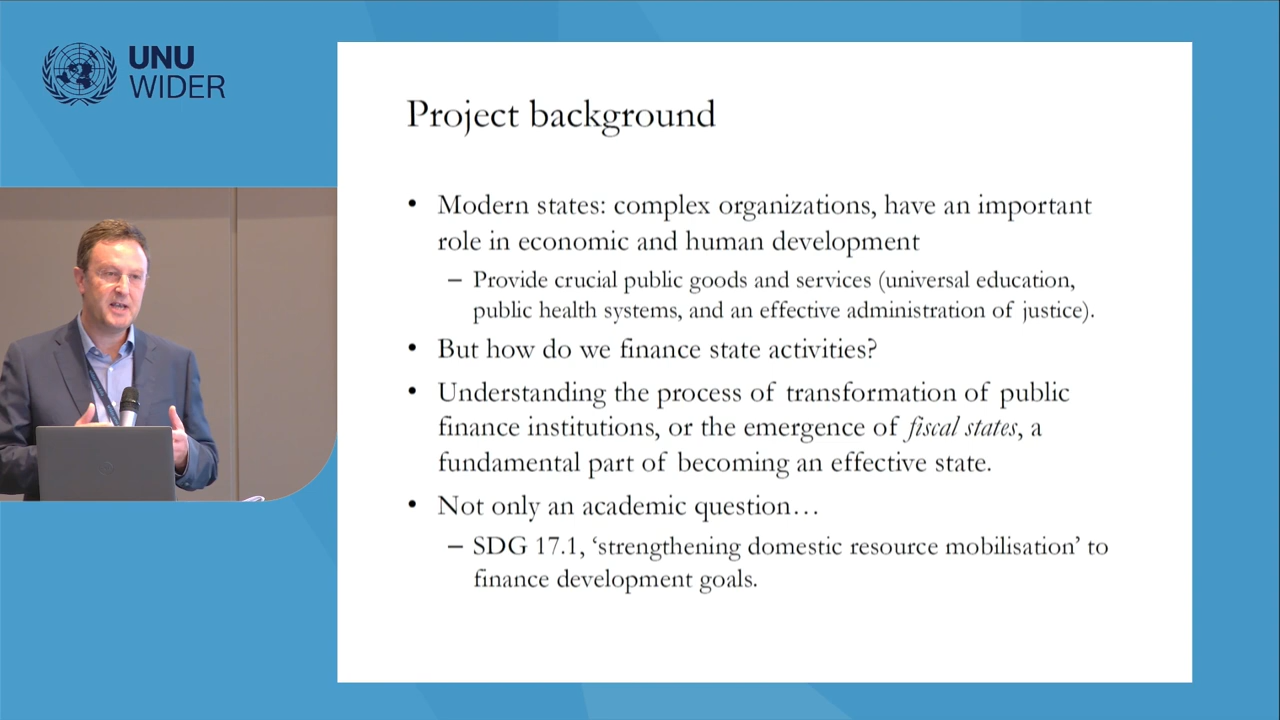 UNU
WIDER
Project background
• Modern states: complex organizations, have an important
role in economic and human development
– Provide crucial public goods and services (universal education,
public health systems, and an effective administration of justice).
• But how do we finance state activities?
• Understanding the process of transformation of public
finance institutions, or the emergence of fiscal states, a
fundamental part of becoming an effective state.
• Not only an academic question…
– SDG 17.1, ‘strengthening domestic resource mobilisation’ to
finance development goals.